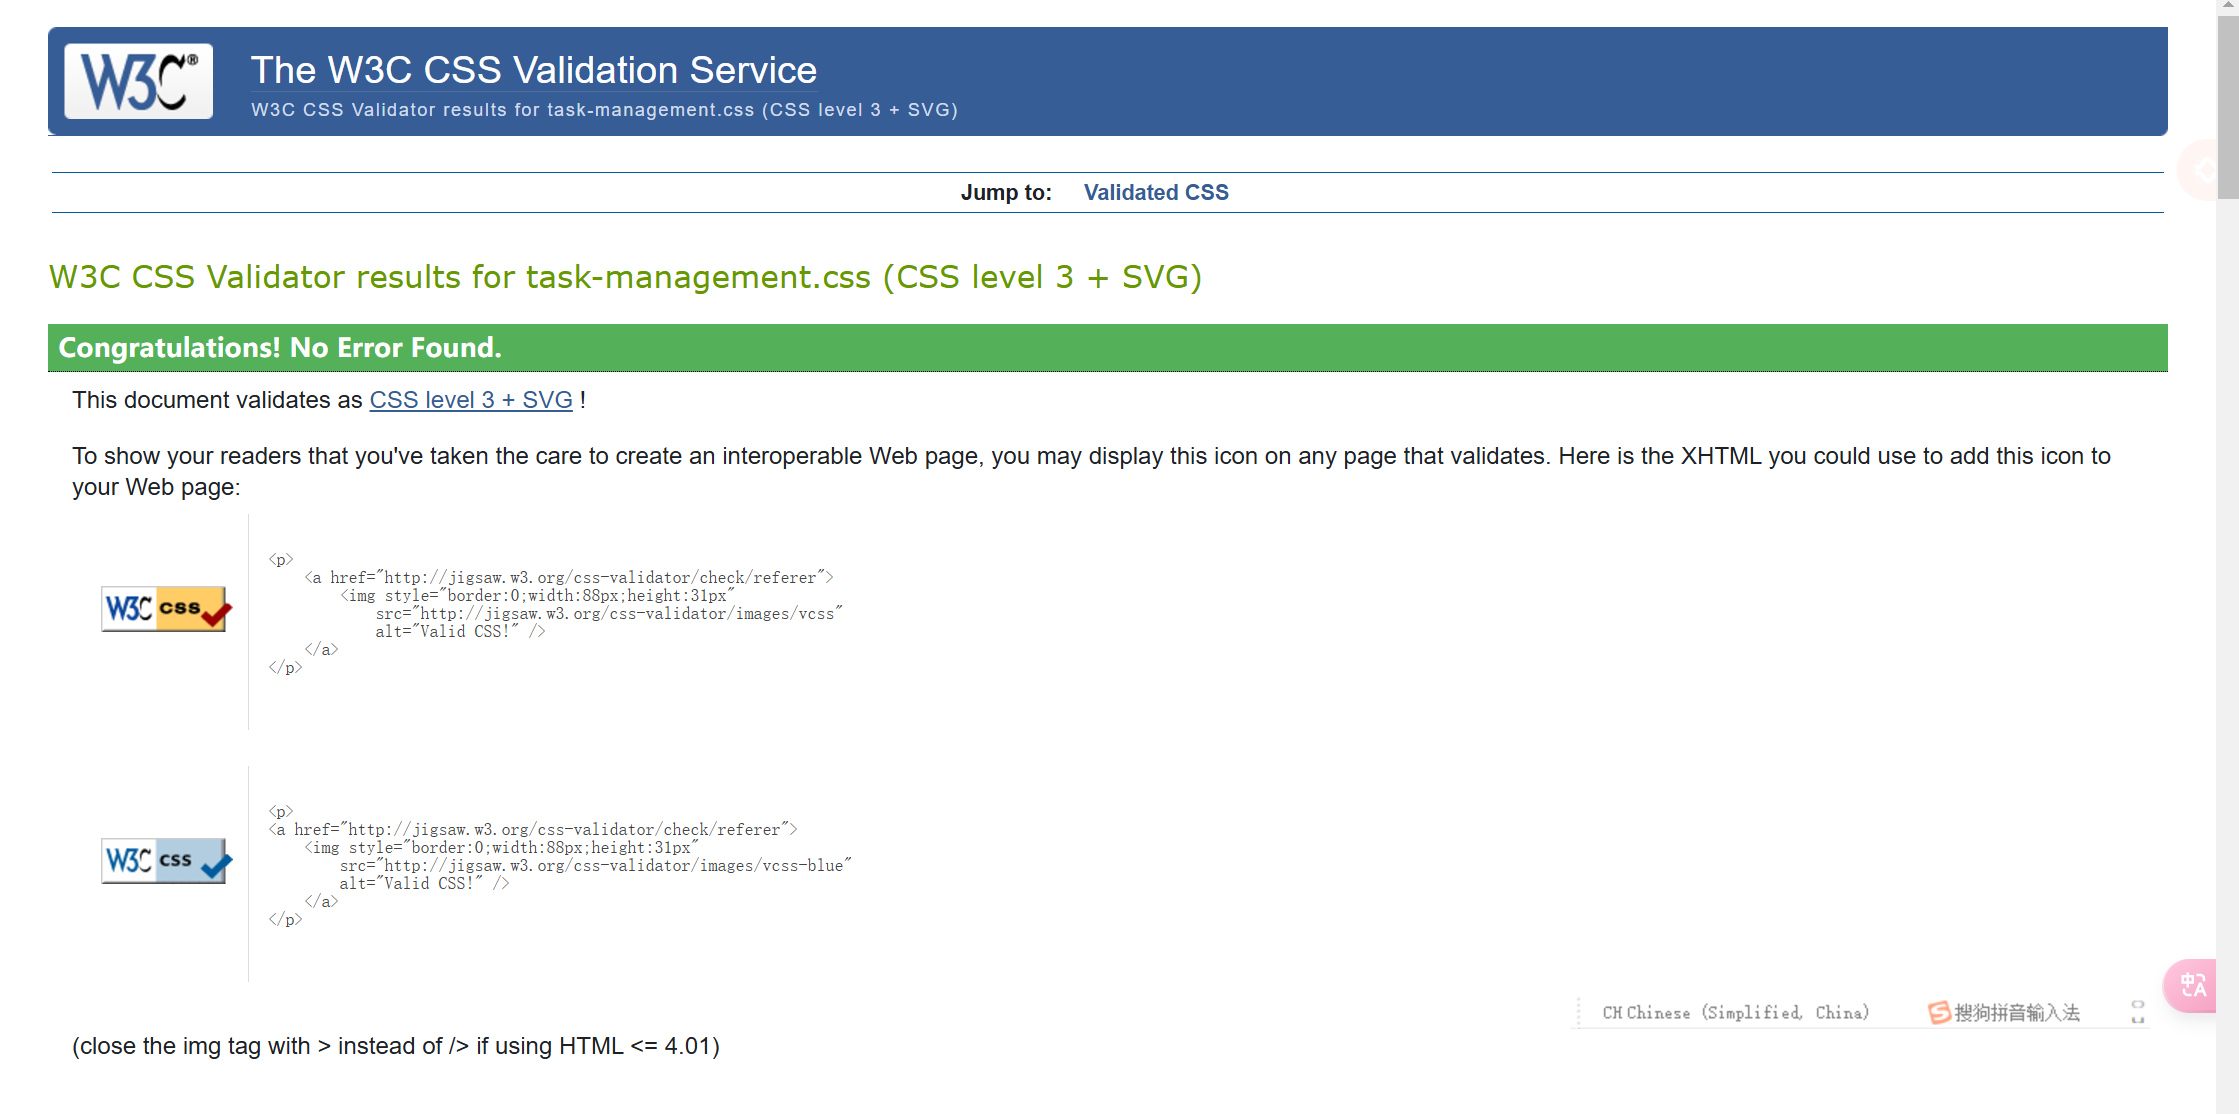 W3C®
The W3C CSS Validation Service
W3C CSS Validator results for task-management.css (CSS level 3 + SVG)
Jump to: Validated CSS
W3C CSS Validator results for task-management.css (CSS level 3 + SVG)
Congratulations! No Error Found.
This document validates as CSS level 3 + SVG !
To show your readers that you've taken the care to create an interoperable Web page, you may display this icon on any page that validates. Here is the XHTML you could use to add this icon to
your Web page:
W3C css
<p>
<a href="http://jigsaw.w3.org/css-validator/check/referer">
<img style="border:0;width:88px;height:31px"
src="http://jigsaw.w3.org/css-validator/images/vcss"
alt="Valid CSS!" />
</a>
</p>
W3C css
<p>
<a href="http://jigsaw.w3.org/css-validator/check/referer">
<img style="border:0;width:88px;height:31px"
src="http://jigsaw.w3.org/css-validator/images/vcss-blue"
alt="Valid CSS!" />
</a>
</p>
中A
CH Chinese (Simplified, China) S搜狗拼音输入法
(close the img tag with > instead of /> if using HTML <= 4.01)